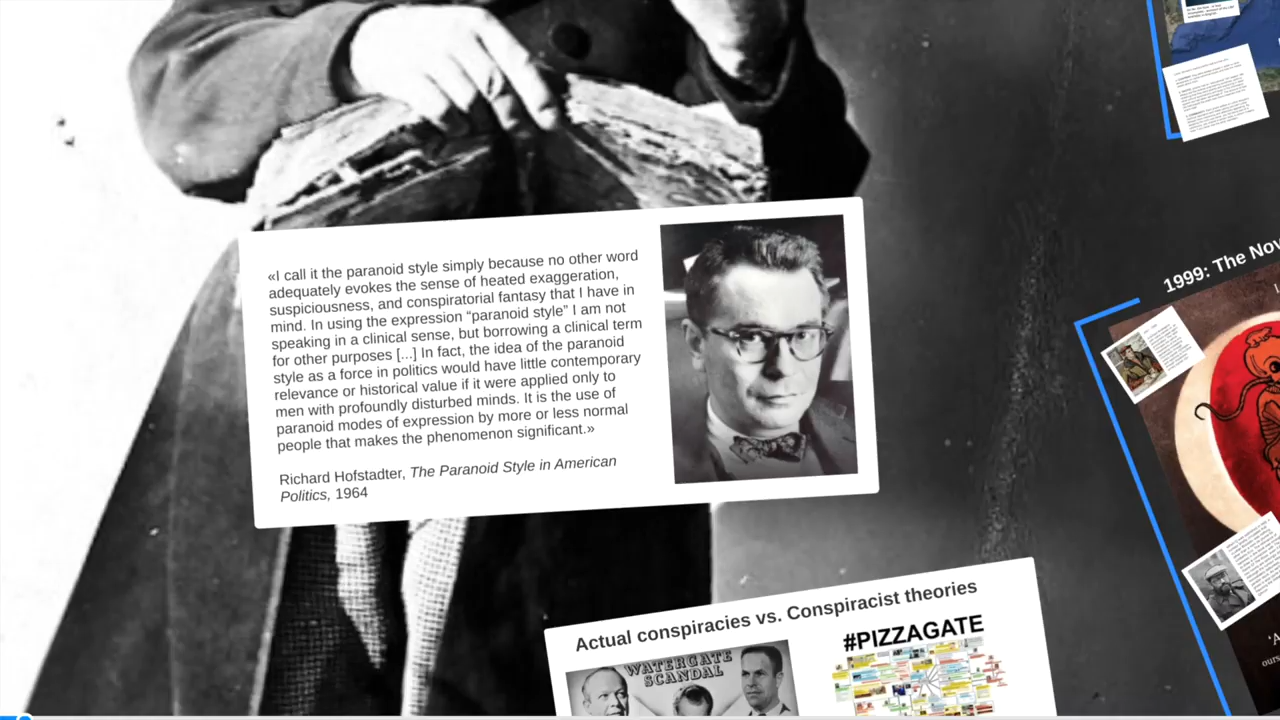 «I call it the paranoid style simply because no other word
adequately evokes the sense of heated exaggeration,
suspiciousness, and conspiratorial fantasy that I have in
mind. In using the expression “paranoid style” I am not
speaking in a clinical sense, but borrowing a clinical term
for other purposes [...] In fact, the idea of the paranoid
style as a force in politics would have little contemporary
relevance or historical value if it were applied only to
men with profoundly disturbed minds. It is the use of
paranoid modes of expression by more or less normal
people that makes the phenomenon significant.»
Richard Hofstadter, The Paranoid Style in American
Politics, 1964
1999: The Nov
Actual conspiracies vs. Conspiracist theories
WATERGATE
SCANDAL
#PIZZAGATE